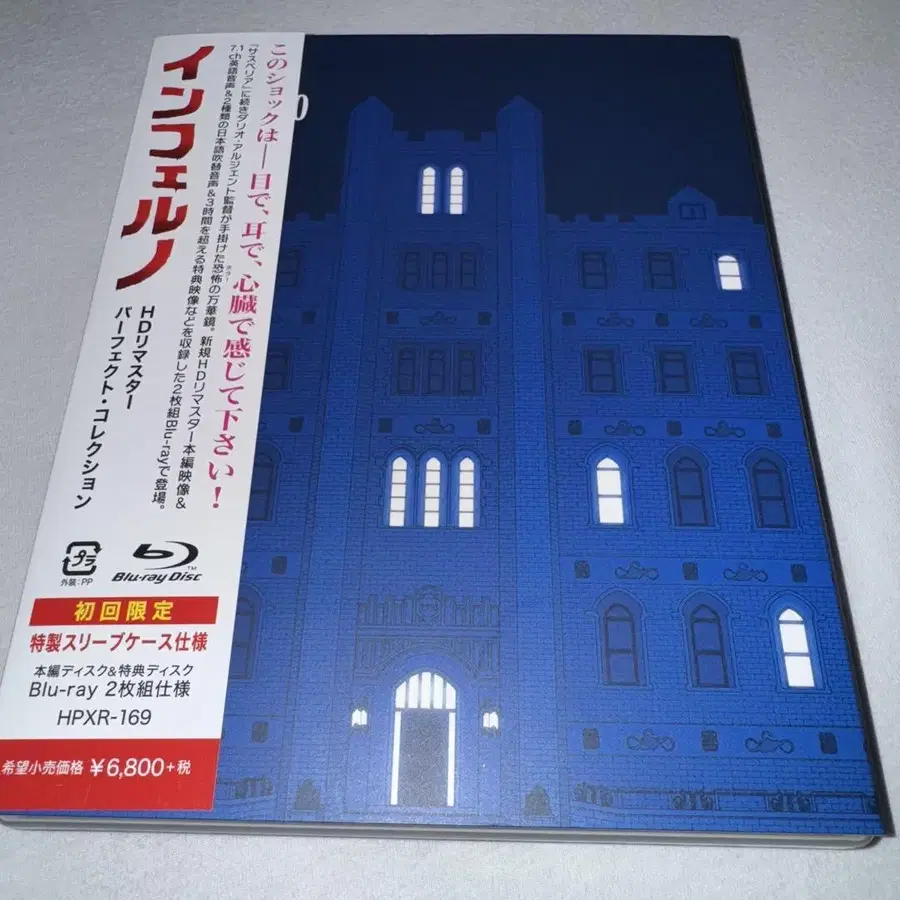 このショックは――目で、耳で、心臓で感じて下さい！
『サスペリア』に続きダリオ・アルジェント監督が手掛けた恐怖の万華鏡。新規HDリマスター本編映像&
7.1ch英語音声&2種類の日本語吹替音声&3時間を超える特典映像などを収録した2枚組Blu-rayで登場。
インフェルノ
HDリマスター
パーフェクト・コレクション
プラ
外装:PP
Blu-ray Disc™
初回限定
特製スリーブケース仕様
本編ディスク&特典ディスク
Blu-ray 2枚組仕様
HPXR-169
希望小売価格 ¥6,800+税